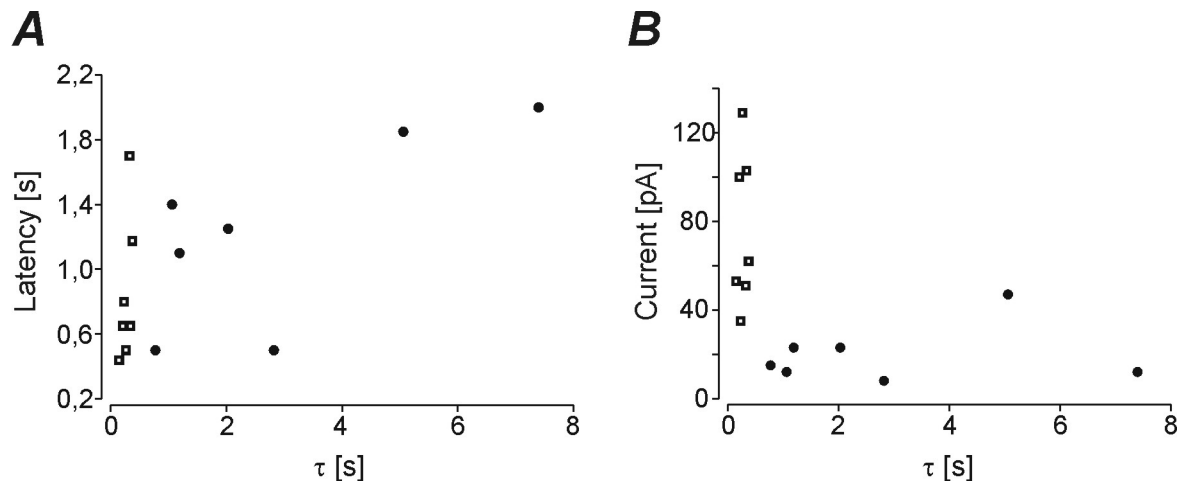 A
2,2
1,8
1,4
1,0
0,6
0,2
Latency [s]
0 2 4 6 8
τ [s]
B
120
80
40
0
Current [pA]
0 2 4 6 8
τ [s]